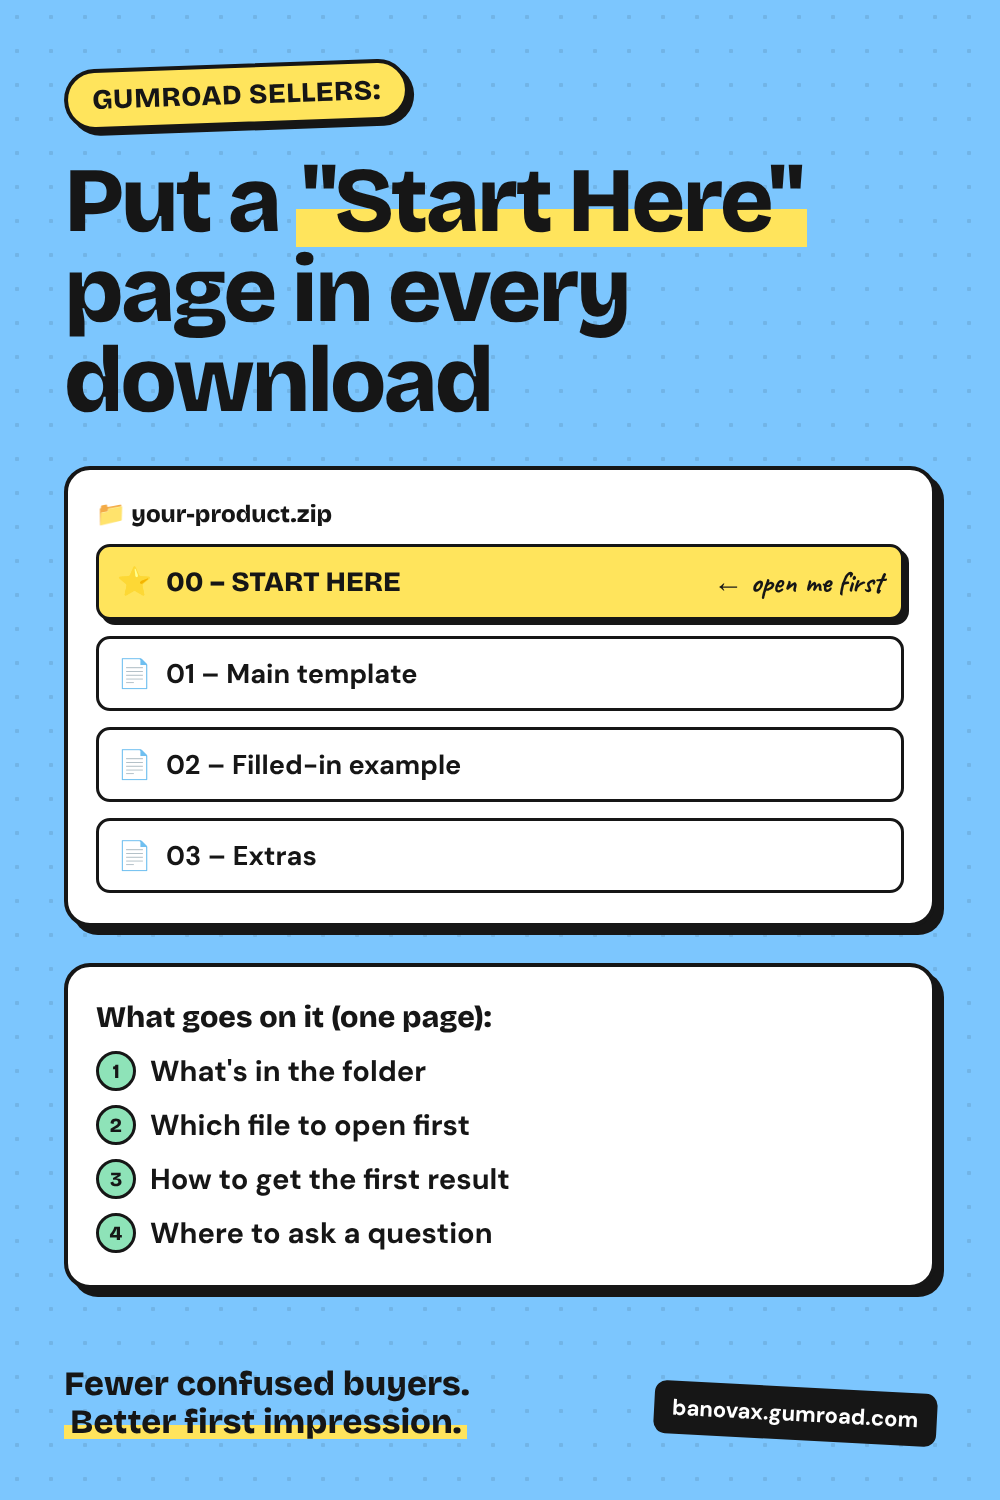 GUMROAD SELLERS:
Put a "Start Here"
page in every
download
your-product.zip
00 – START HERE
← open me first
01 – Main template
02 – Filled-in example
03 – Extras
What goes on it (one page):
1 What's in the folder
2 Which file to open first
3 How to get the first result
4 Where to ask a question
Fewer confused buyers.
Better first impression.
banovax.gumroad.com